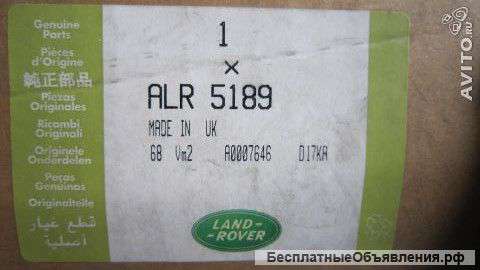 Genuine
Parts
Pièces
d'Origine
純正部品
Piezas
Originales
Ricambi
Originali
Originele
Onderdelen
Peças
Genuinas
Originalteile
قطع غيار
أصلية
1
×
ALR 5189
MADE IN UK
68 Vm2 A0007646 D17KA
LAND-
-ROVER
AVITO.ru
БесплатныеОбъявления.рф